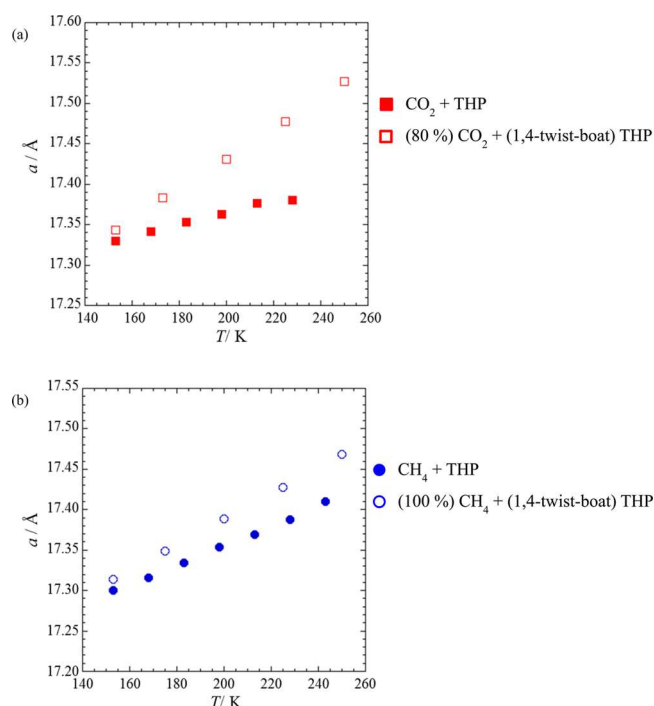 (a)
17.60
17.50
17.45
17.40
17.35
17.30
17.25
a / Å
140 160 180 200 220 240 260
T/ K
CO₂ + THP
(80 %) CO₂ + (1,4-twist-boat) THP
(b)
17.55
17.50
17.45
17.40
17.35
17.30
17.25
17.20
a / Å
140 160 180 200 220 240 260
T/ K
CH₄ + THP
(100 %) CH₄ + (1,4-twist-boat) THP